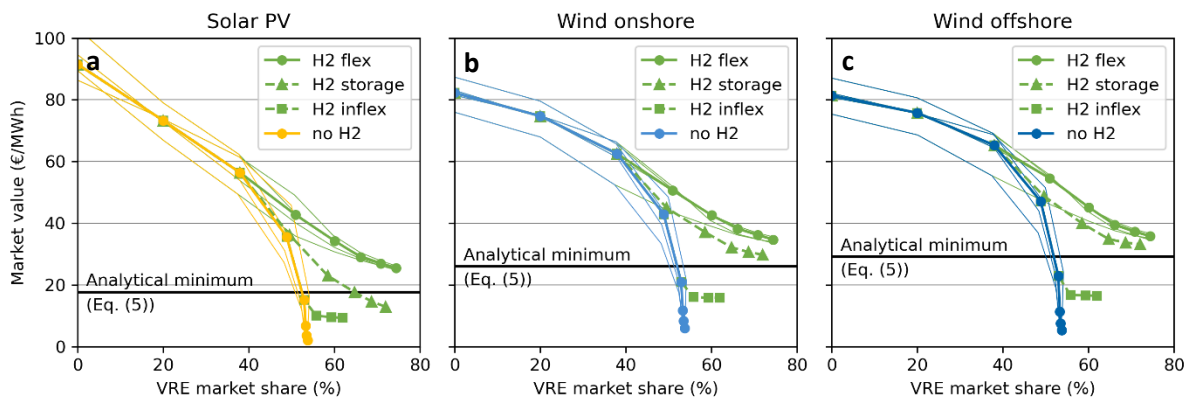 Solar PV
Wind onshore
Wind offshore
Market value (€/MWh)
100
80
60
40
20
0
a
H2 flex
H2 storage
H2 inflex
no H2
Analytical minimum
(Eq. (5))
0 20 40 60 80
VRE market share (%)
b
H2 flex
H2 storage
H2 inflex
no H2
Analytical minimum
(Eq. (5))
0 20 40 60 80
VRE market share (%)
c
H2 flex
H2 storage
H2 inflex
no H2
Analytical minimum
(Eq. (5))
0 20 40 60 80
VRE market share (%)